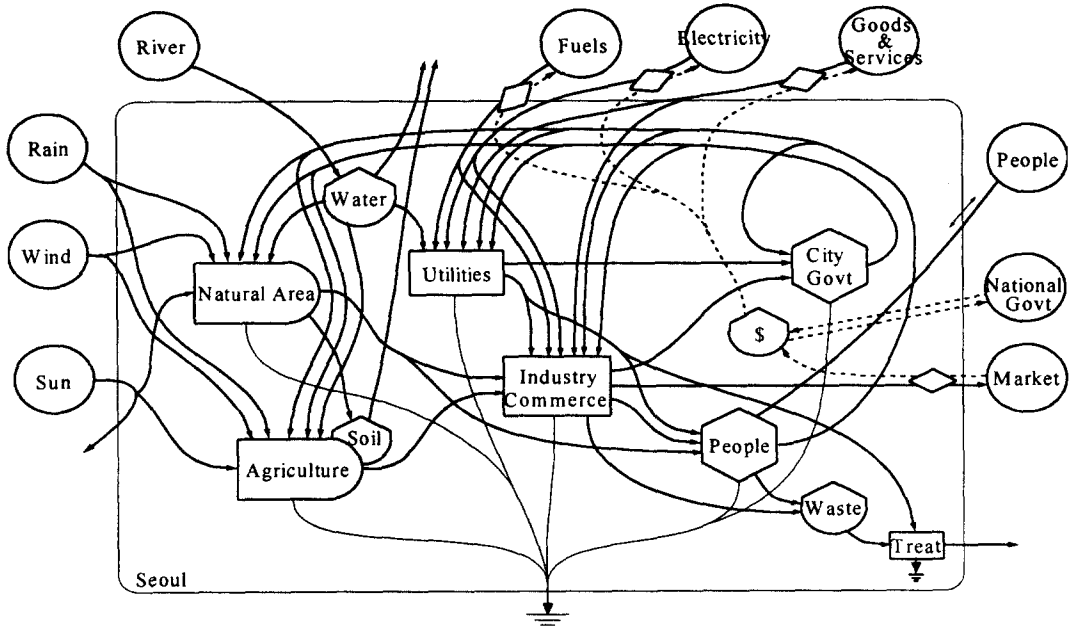 River
Fuels
Electricity
Goods
&
Services
Rain
People
Water
Wind
City
Govt
National
Govt
Utilities
Natural Area
$
Sun
Industry
Commerce
Market
Soil
People
Agriculture
Waste
Treat
Seoul